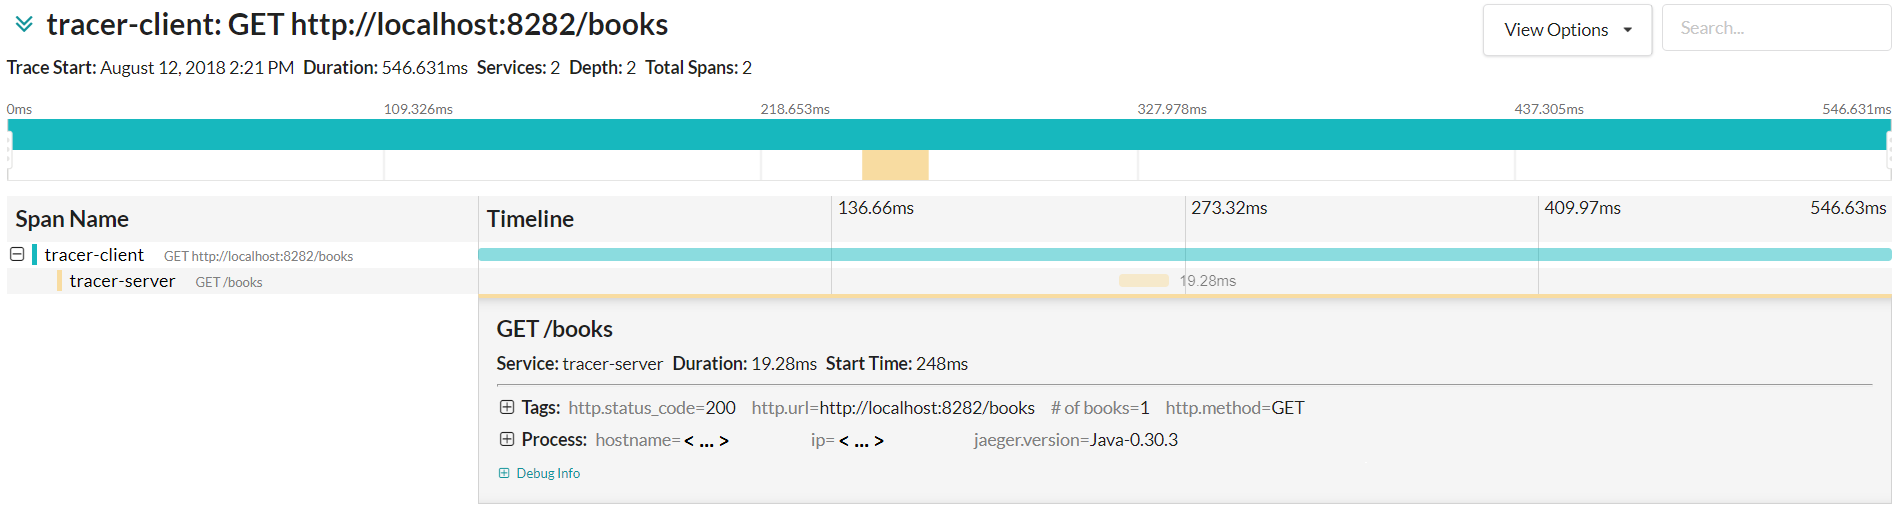 tracer-client: GET http://localhost:8282/books
View Options
Search...
Trace Start: August 12, 2018 2:21 PM Duration: 546.631ms Services: 2 Depth: 2 Total Spans: 2
0ms 109.326ms 218.653ms 327.978ms 437.305ms 546.631ms
Span Name Timeline 136.66ms 273.32ms 409.97ms 546.63ms
tracer-client GET http://localhost:8282/books
tracer-server GET /books 19.28ms
GET /books
Service: tracer-server Duration: 19.28ms Start Time: 248ms
Tags: http.status_code=200 http.url=http://localhost:8282/books # of books=1 http.method=GET
Process: hostname=< ... > ip=< ... > jaeger.version=Java-0.30.3
Debug Info